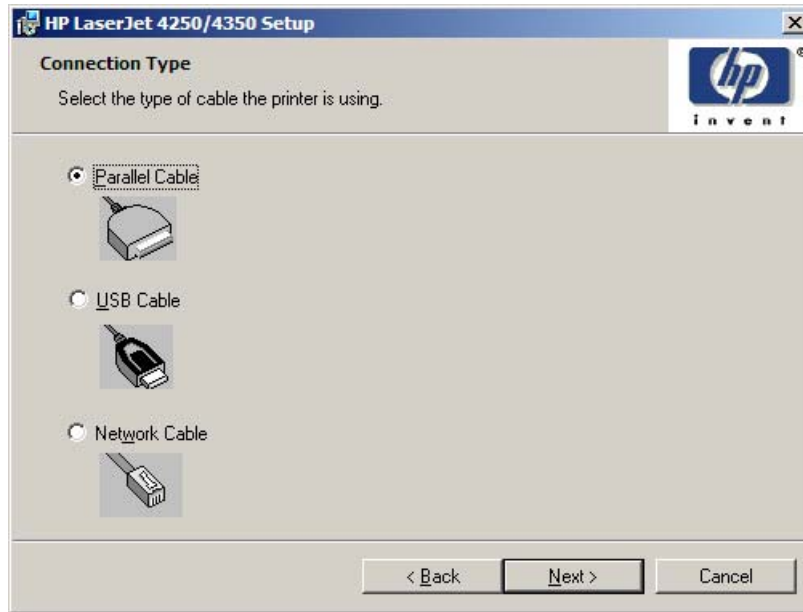 HP LaserJet 4250/4350 Setup
Connection Type
Select the type of cable the printer is using.
hp
®
invent
Parallel Cable
USB Cable
Network Cable
< Back
Next >
Cancel